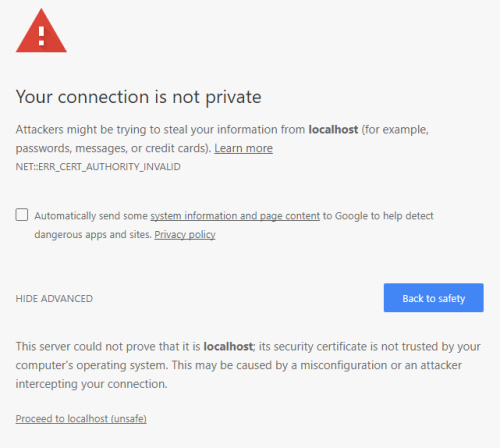 Your connection is not private
Attackers might be trying to steal your information from localhost (for example,
passwords, messages, or credit cards). Learn more
NET::ERR_CERT_AUTHORITY_INVALID
Automatically send some system information and page content to Google to help detect
dangerous apps and sites. Privacy policy
HIDE ADVANCED
Back to safety
This server could not prove that it is localhost; its security certificate is not trusted by your
computer's operating system. This may be caused by a misconfiguration or an attacker
intercepting your connection.
Proceed to localhost (unsafe)